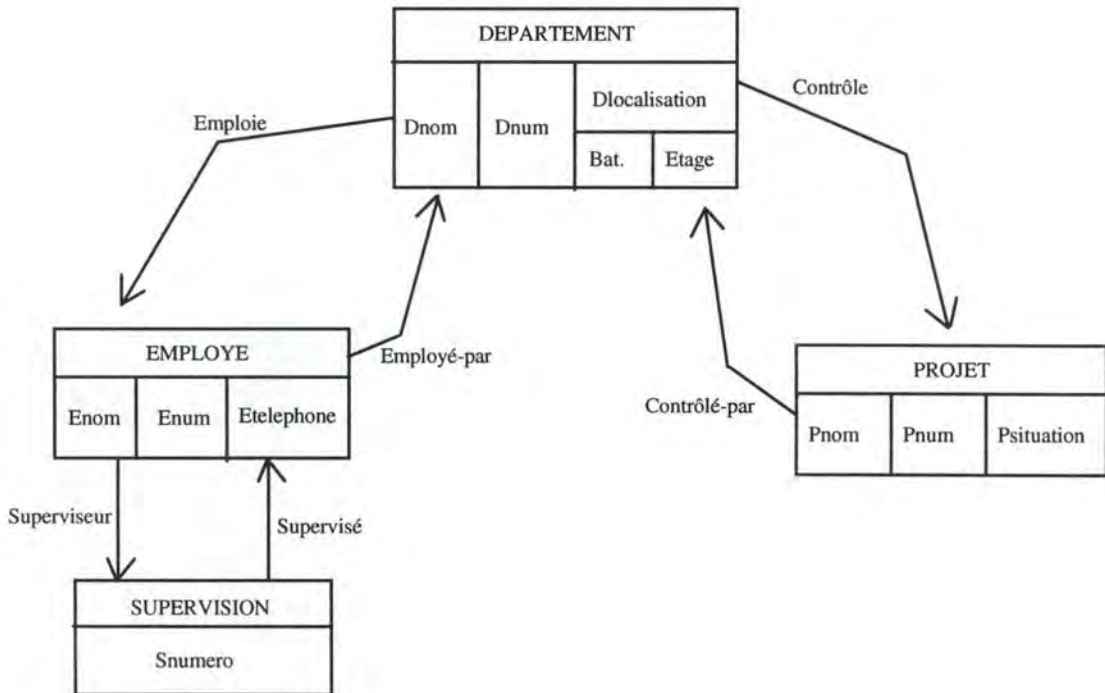 DEPARTEMENT
Dnom
Dnum
Dlocalisation
Bat.
Etage
Emploie
Contrôle
Employé-par
Contrôlé-par
EMPLOYE
Enom
Enum
Etelephone
PROJET
Pnom
Pnum
Psituation
Superviseur
Supervisé
SUPERVISION
Snumero